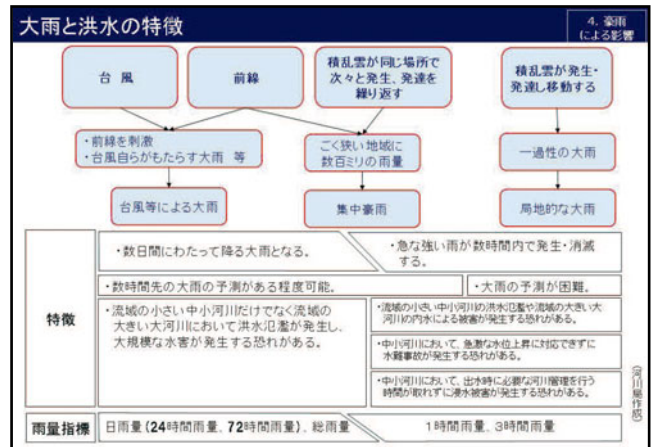 大雨と洪水の特徴
4. 豪雨
による影響
台 風
前線
積乱雲が同じ場所で
次々と発生、発達を
繰り返す
積乱雲が発生・
発達し移動する
・前線を刺激
・台風自らがもたらす大雨 等
ごく狭い地域に
数百ミリの雨量
一過性の大雨
台風等による大雨
集中豪雨
局地的な大雨
特徴
・数日間にわたって降る大雨となる。
・急な強い雨が数時間内で発生・消滅
する。
・数時間先の大雨の予測がある程度可能。
・大雨の予測が困難。
・流域の小さい中小河川だけでなく流域の
大きい大河川において洪水氾濫が発生し、
大規模な水害が発生する恐れがある。
・流域の小さい中小河川の洪水氾濫や流域の大きい大
河川の内水による被害が発生する恐れがある。
・中小河川において、急激な水位上昇に対応できずに
水難事故が発生する恐れがある。
・中小河川において、出水時に必要な河川管理を行う
時間が取れずに浸水被害が発生する恐れがある。
(河川局作成)
雨量指標
日雨量(24時間雨量、72時間雨量)、総雨量
1時間雨量、3時間雨量